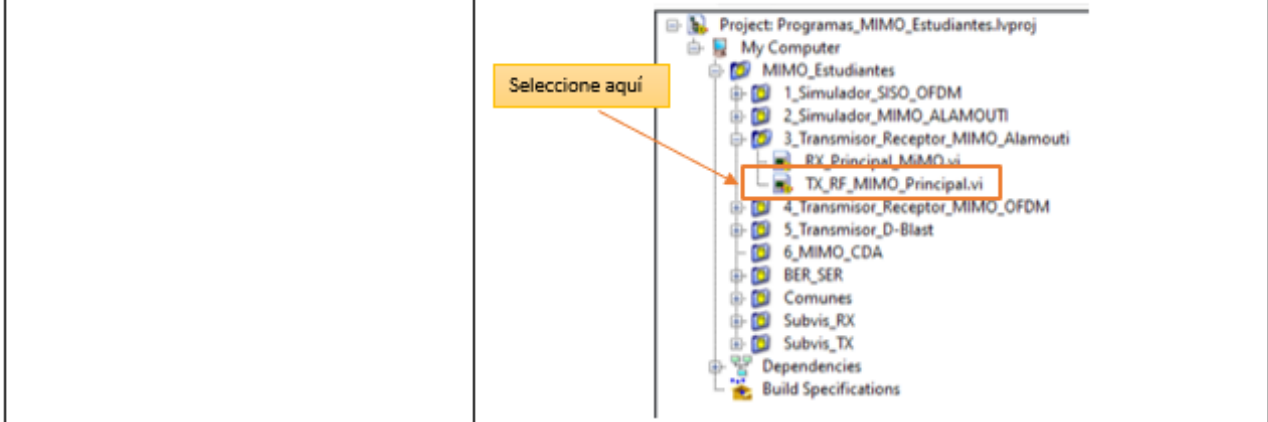 Project: Programas_MIMO_Estudiantes.lvproj
My Computer
MIMO_Estudiantes
Seleccione aquí
1_Simulador_SISO_OFDM
2_Simulador_MIMO_ALAMOUTI
3_Transmisor_Receptor_MIMO_Alamouti
RX_Principal_MiMO.vi
TX_RF_MIMO_Principal.vi
4_Transmisor_Receptor_MIMO_OFDM
5_Transmisor_D-Blast
6_MIMO_CDA
BER_SER
Comunes
Subvis_RX
Subvis_TX
Dependencies
Build Specifications